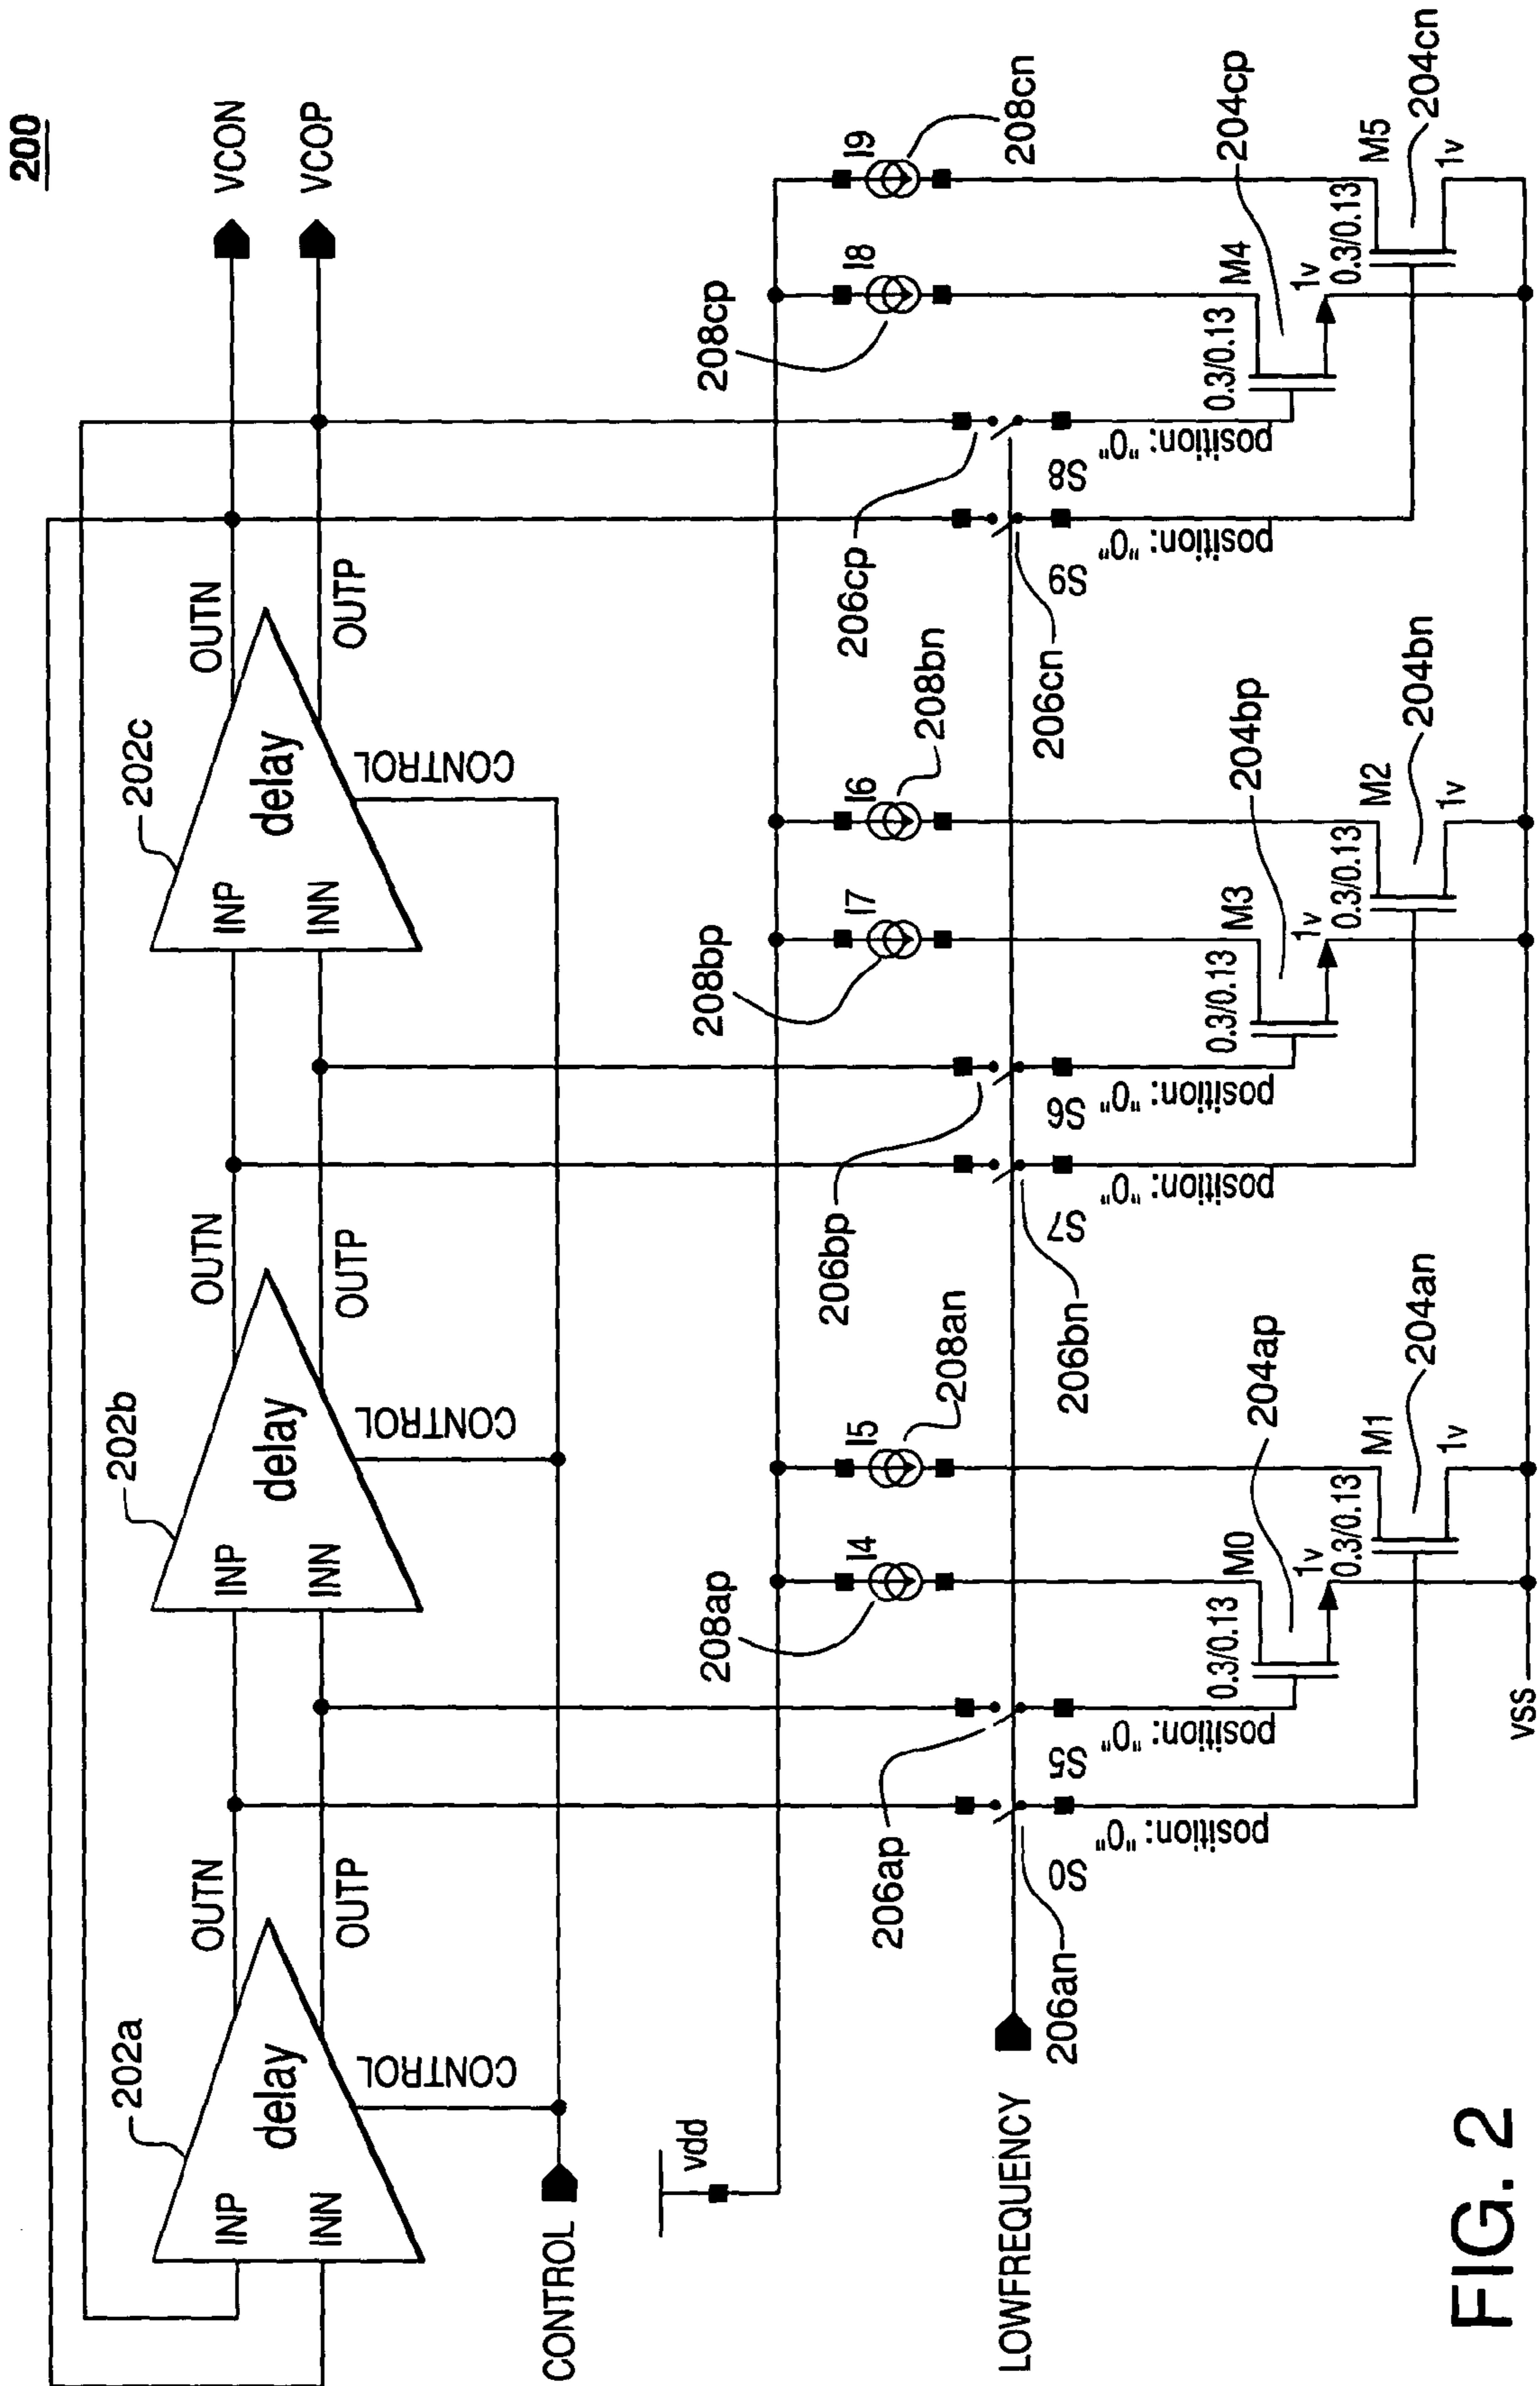 200
VCON
VCOP
202a
202b
202c
delay
delay
delay
INP
INN
OUTN
OUTP
CONTROL
INP
INN
OUTN
OUTP
CONTROL
INP
INN
OUTN
OUTP
CONTROL
CONTROL
vdd
208ap
I4
I5
208an
208bp
I7
I6
208bn
208cp
I8
I9
208cn
LOWFREQUENCY
206an
206ap
206bn
206bp
206cn
206cp
S0
position: "0"
S5
position: "0"
S7
position: "0"
S6
position: "0"
S9
position: "0"
S8
position: "0"
0.3/0.13
M0
1v
204ap
0.3/0.13
M1
1v
204an
0.3/0.13
M3
1v
204bp
0.3/0.13
M2
1v
204bn
0.3/0.13
M4
1v
204cp
0.3/0.13
M5
1v
204cn
vss
FIG. 2